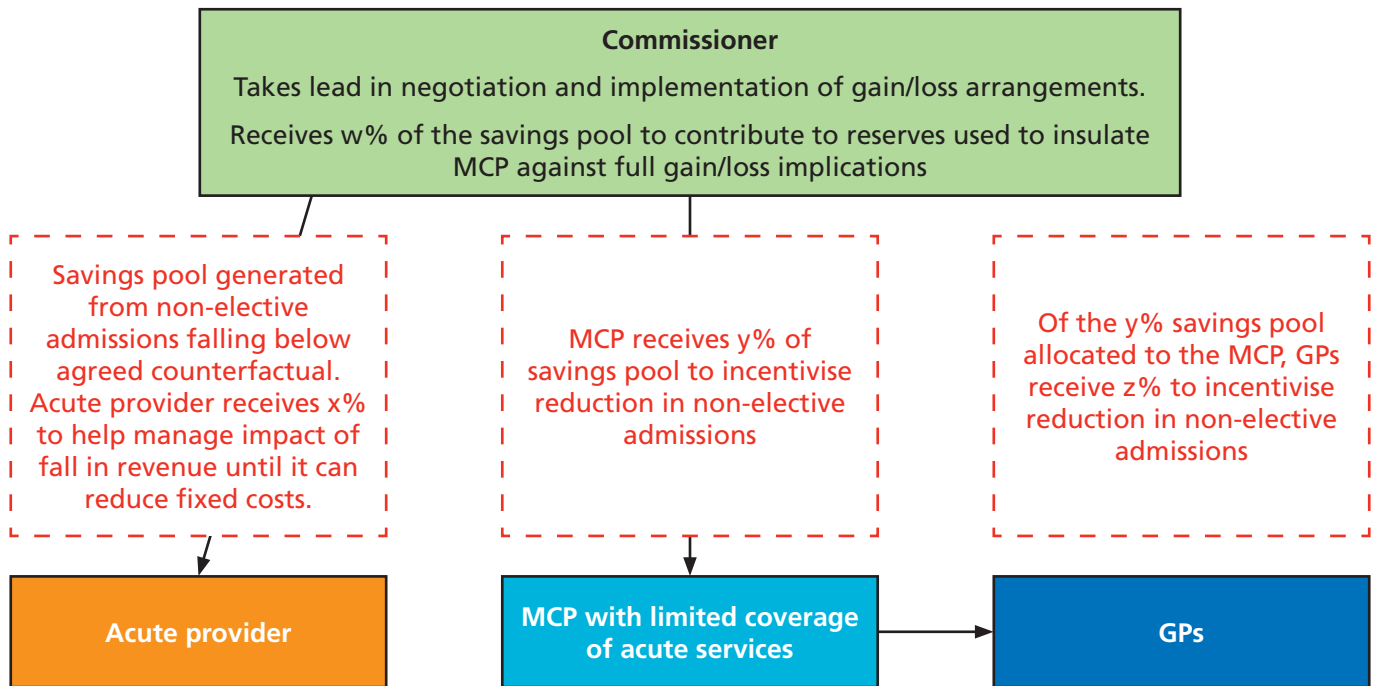 Commissioner
Takes lead in negotiation and implementation of gain/loss arrangements.
Receives w% of the savings pool to contribute to reserves used to insulate
MCP against full gain/loss implications
Savings pool generated
from non-elective
admissions falling below
agreed counterfactual.
Acute provider receives x%
to help manage impact of
fall in revenue until it can
reduce fixed costs.
MCP receives y% of
savings pool to incentivise
reduction in non-elective
admissions
Of the y% savings pool
allocated to the MCP, GPs
receive z% to incentivise
reduction in non-elective
admissions
Acute provider
MCP with limited coverage
of acute services
GPs